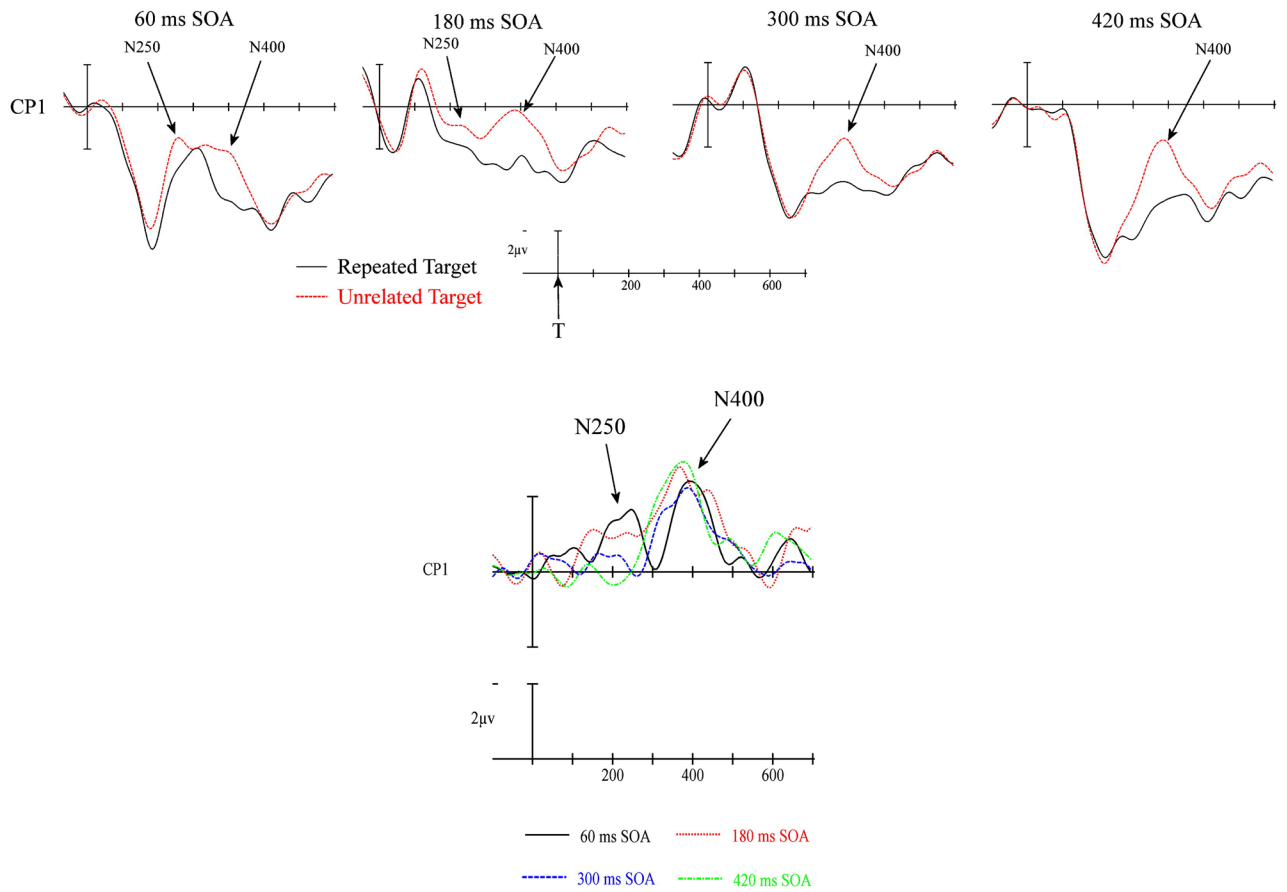 60 ms SOA
180 ms SOA
300 ms SOA
420 ms SOA
N250
N400
N250
N400
N400
N400
CP1
Repeated Target
Unrelated Target
2μv
200
400
600
T
N250
N400
CP1
2μv
200
400
600
60 ms SOA
180 ms SOA
300 ms SOA
420 ms SOA